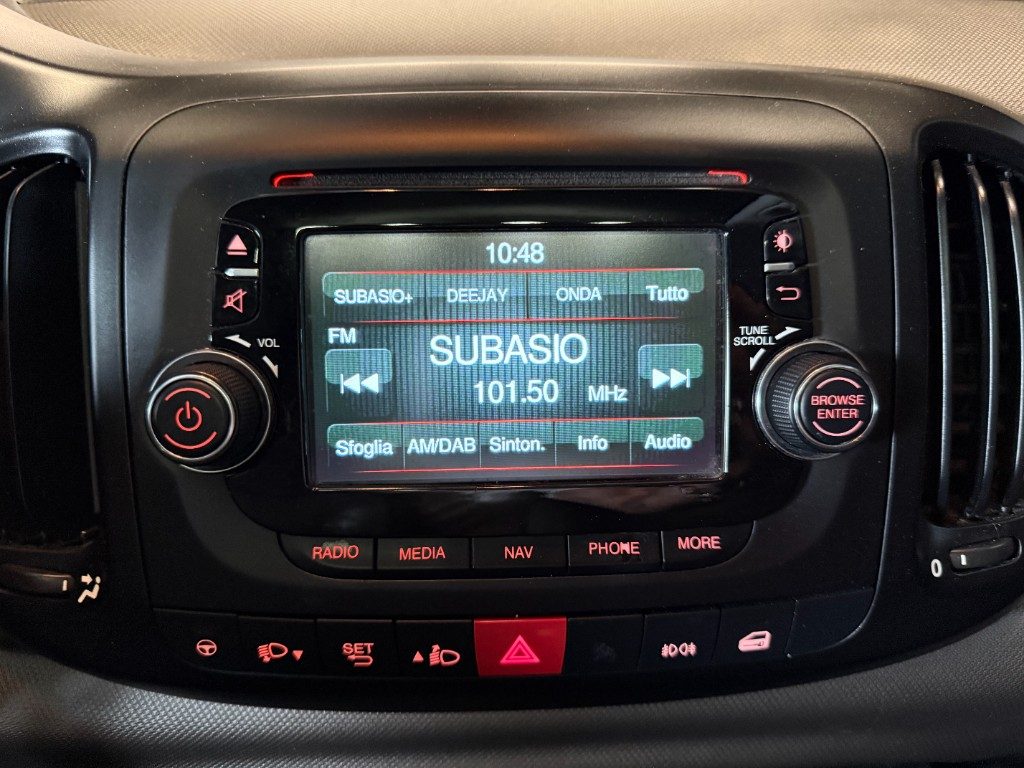 10:48
SUBASIO+ DEEJAY ONDA Tutto
FM
SUBASIO
101.50 MHz
Sfoglia AM/DAB Sinton. Info Audio
VOL
TUNE
SCROLL
BROWSE
ENTER
RADIO MEDIA NAV PHONE MORE
0
SET